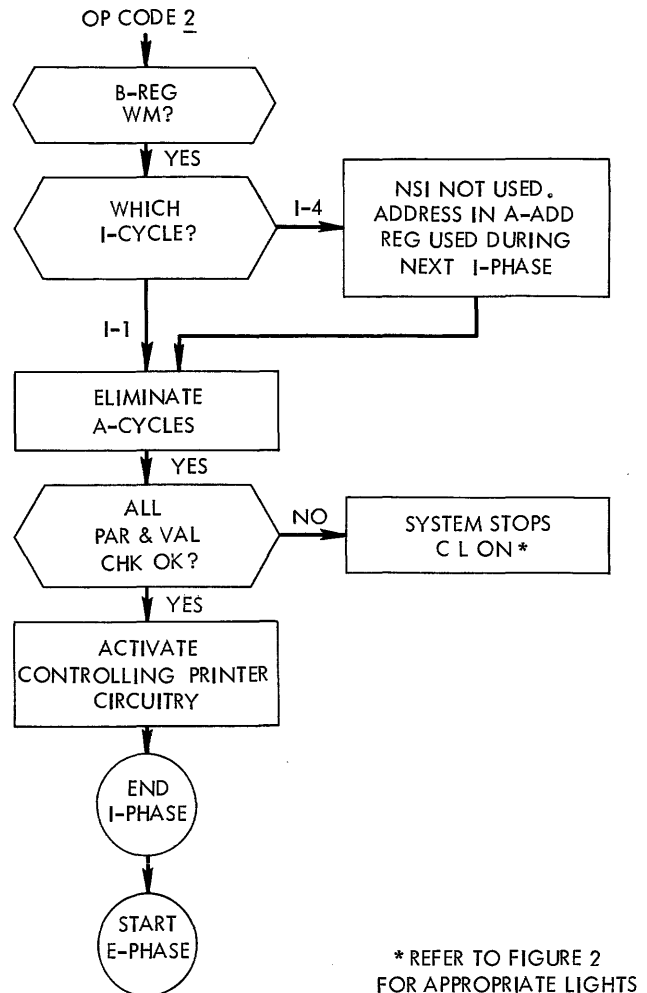 OP CODE 2
B-REG
WM?
YES
WHICH
I-CYCLE?
I-4
NSI NOT USED.
ADDRESS IN A-ADD
REG USED DURING
NEXT I-PHASE
I-1
ELIMINATE
A-CYCLES
YES
ALL
PAR & VAL
CHK OK?
NO
SYSTEM STOPS
C L ON*
YES
ACTIVATE
CONTROLLING PRINTER
CIRCUITRY
END
I-PHASE
START
E-PHASE
*REFER TO FIGURE 2
FOR APPROPRIATE LIGHTS